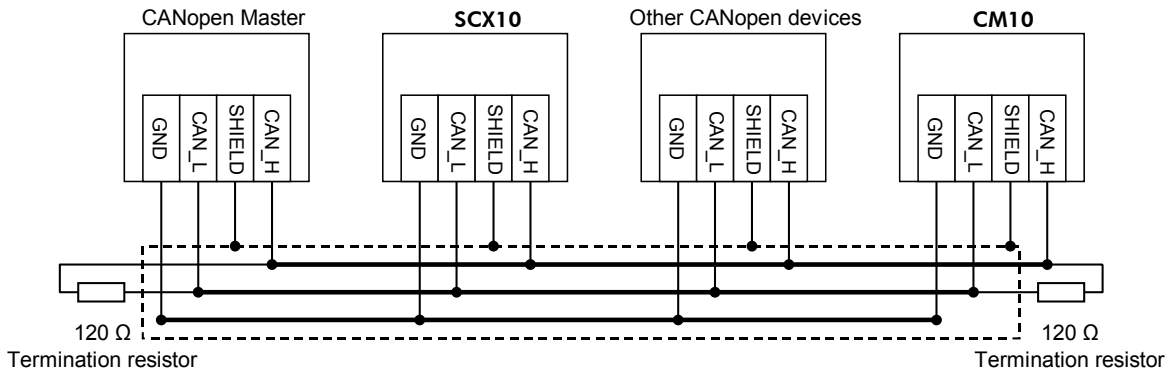 CANopen Master
SCX10
Other CANopen devices
CM10
GND
CAN_L
SHIELD
CAN_H
GND
CAN_L
SHIELD
CAN_H
GND
CAN_L
SHIELD
CAN_H
GND
CAN_L
SHIELD
CAN_H
120 Ω
Termination resistor
120 Ω
Termination resistor